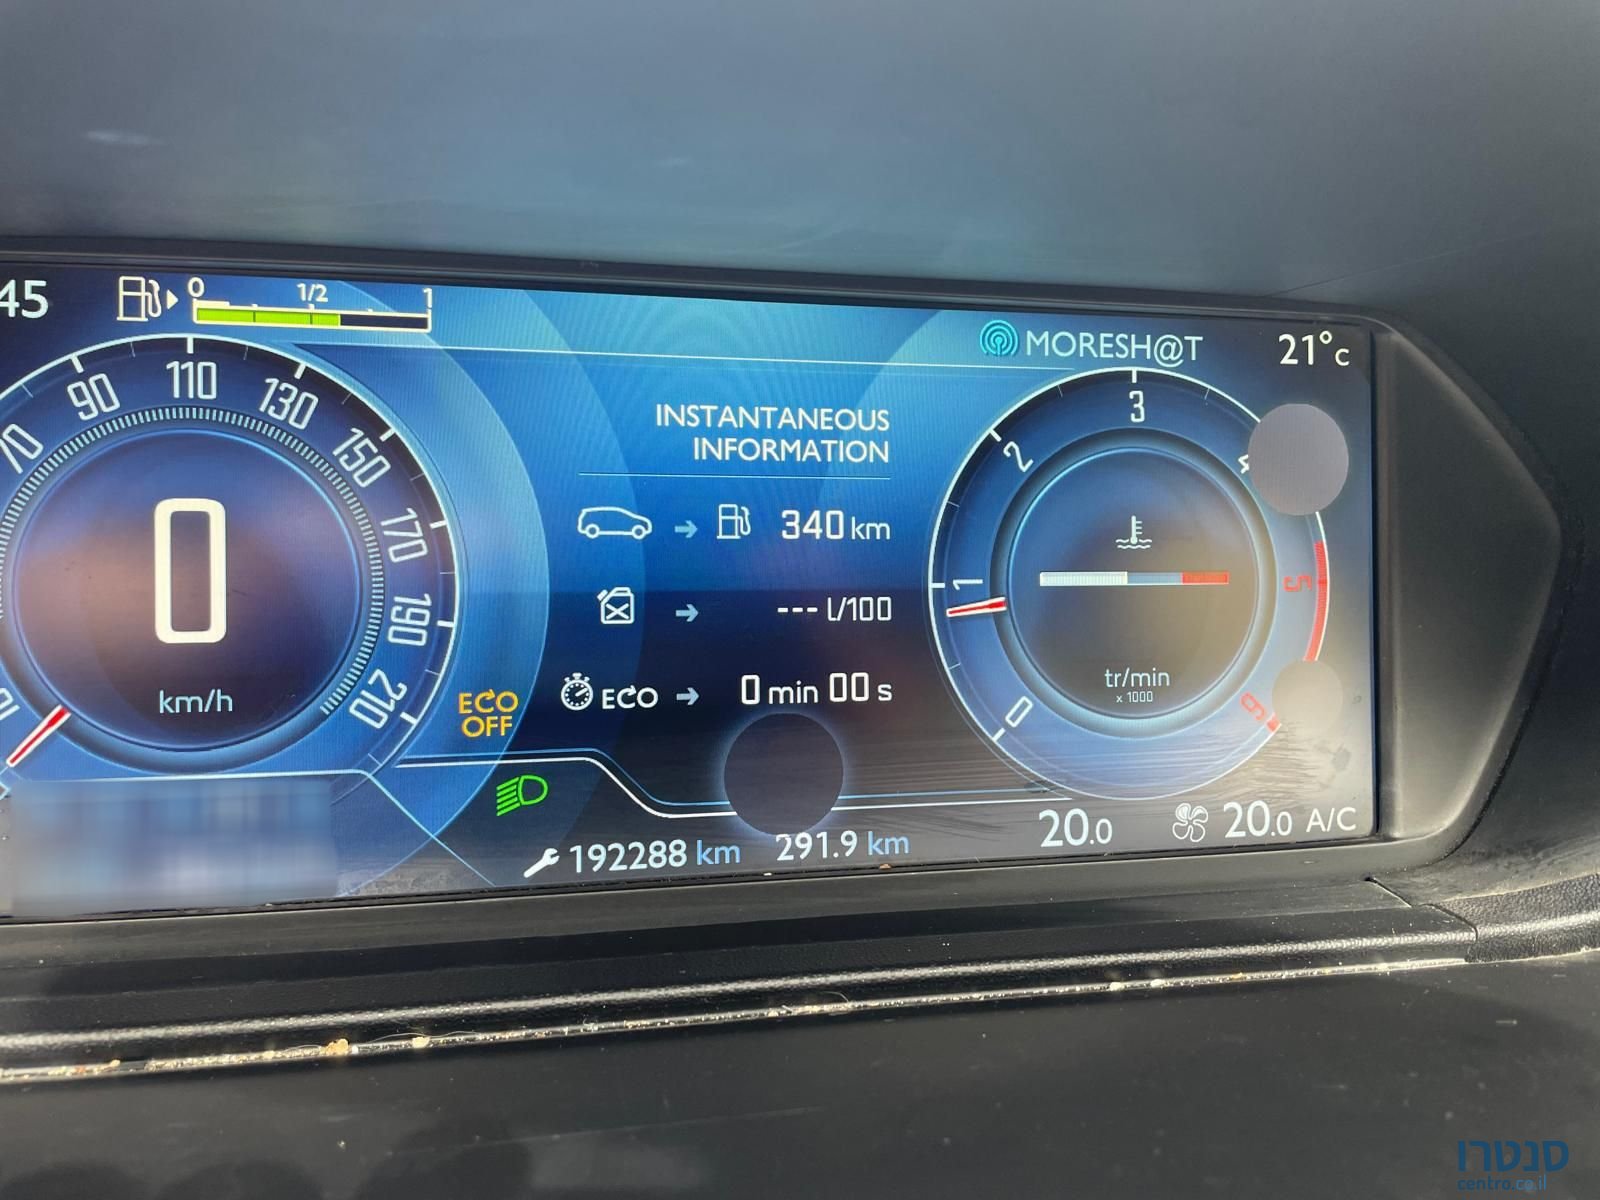 45
0 1/2 1
MORESH@T
21°c
70 90 110 130 150 170 190 210
0
km/h
ECO
OFF
INSTANTANEOUS
INFORMATION
340 km
--- l/100
ECO 0 min 00 s
0 1 2 3 4 5 6
tr/min
x 1000
192288 km 291.9 km
20.0
20.0 A/C
סנטרו
centro.co.il